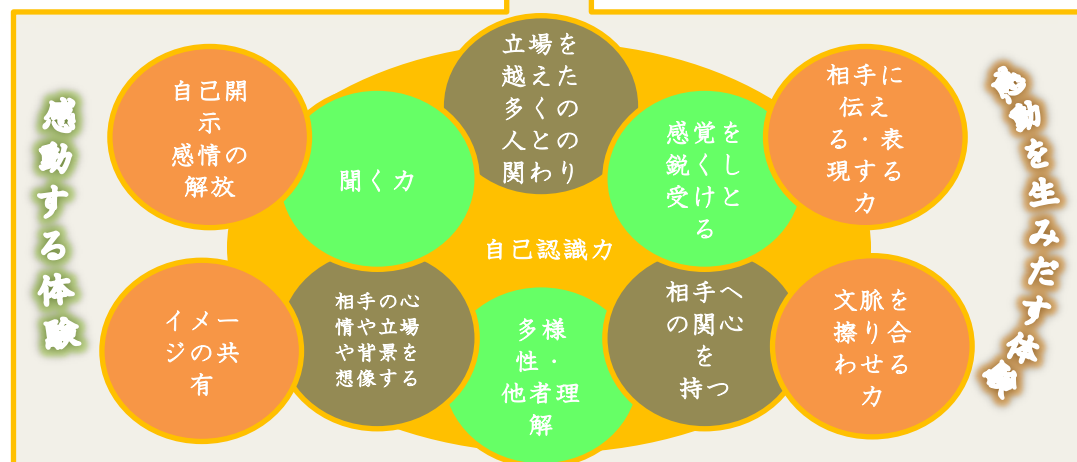 感動する体験
自己開
示
感情の
解放
聞く力
立場を
越えた
多くの
人との
関わり
感覚を
鋭くし
受けと
る
相手に
伝え
る・表
現する
力
自己認識力
イメー
ジの共
有
相手の心
情や立場
や背景を
想像する
多様
性・
他者理
解
相手へ
の関心
を
持つ
文脈を
擦り合
わせる
力
を生みだす体験